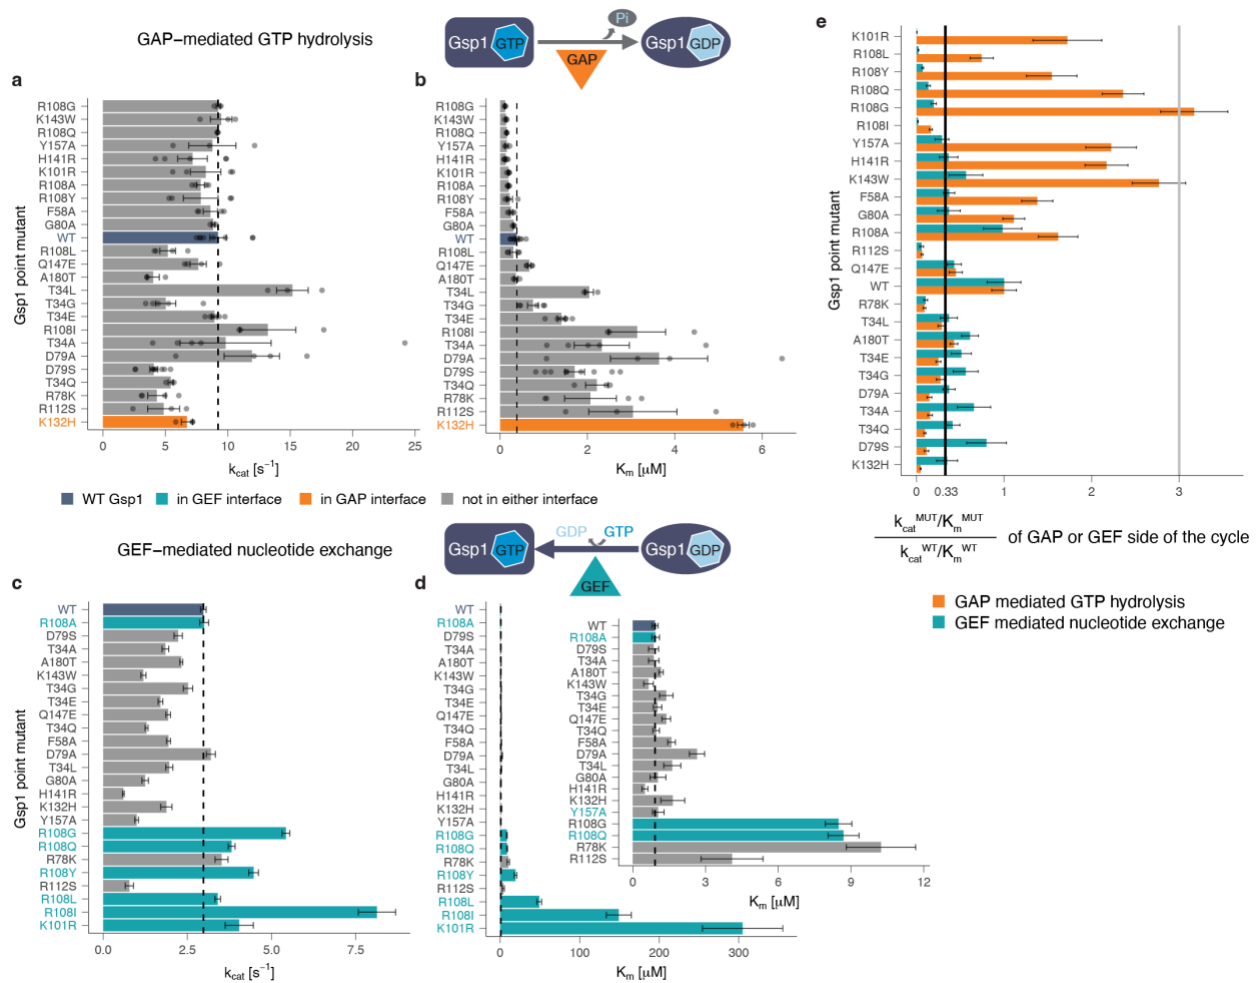 GAP−mediated GTP hydrolysis
Gsp1
GTP
Pi
GAP
Gsp1
GDP
a
Gsp1 point mutant
R108G
K143W
R108Q
Y157A
H141R
K101R
R108A
R108Y
F58A
G80A
WT
R108L
Q147E
A180T
T34L
T34G
T34E
R108I
T34A
D79A
D79S
T34Q
R78K
R112S
K132H
0 5 10 15 20 25
kcat [s−1]
b
R108G
K143W
R108Q
Y157A
H141R
K101R
R108A
R108Y
F58A
G80A
WT
R108L
Q147E
A180T
T34L
T34G
T34E
R108I
T34A
D79A
D79S
T34Q
R78K
R112S
K132H
0 2 4 6
Km [μM]
WT Gsp1 in GEF interface in GAP interface not in either interface
GEF−mediated nucleotide exchange
Gsp1
GTP
GDP GTP
GEF
Gsp1
GDP
c
Gsp1 point mutant
WT
R108A
D79S
T34A
A180T
K143W
T34G
T34E
Q147E
T34Q
F58A
D79A
T34L
G80A
H141R
K132H
Y157A
R108G
R108Q
R78K
R108Y
R112S
R108L
R108I
K101R
0.0 2.5 5.0 7.5
kcat [s−1]
d
WT
R108A
D79S
T34A
A180T
K143W
T34G
T34E
Q147E
T34Q
F58A
D79A
T34L
G80A
H141R
K132H
Y157A
R108G
R108Q
R78K
R108Y
R112S
R108L
R108I
K101R
0 100 200 300
Km [μM]
WT
R108A
D79S
T34A
A180T
K143W
T34G
T34E
Q147E
T34Q
F58A
D79A
T34L
G80A
H141R
K132H
Y157A
R108G
R108Q
R78K
R112S
0 3 6 9 12
Km [μM]
e
Gsp1 point mutant
K101R
R108L
R108Y
R108Q
R108G
R108I
Y157A
H141R
K143W
F58A
G80A
R108A
R112S
Q147E
WT
R78K
T34L
A180T
T34E
T34G
D79A
T34A
T34Q
D79S
K132H
0 0.33 1 2 3
kcatMUT/KmMUT
kcatWT/KmWT
of GAP or GEF side of the cycle
GAP mediated GTP hydrolysis
GEF mediated nucleotide exchange